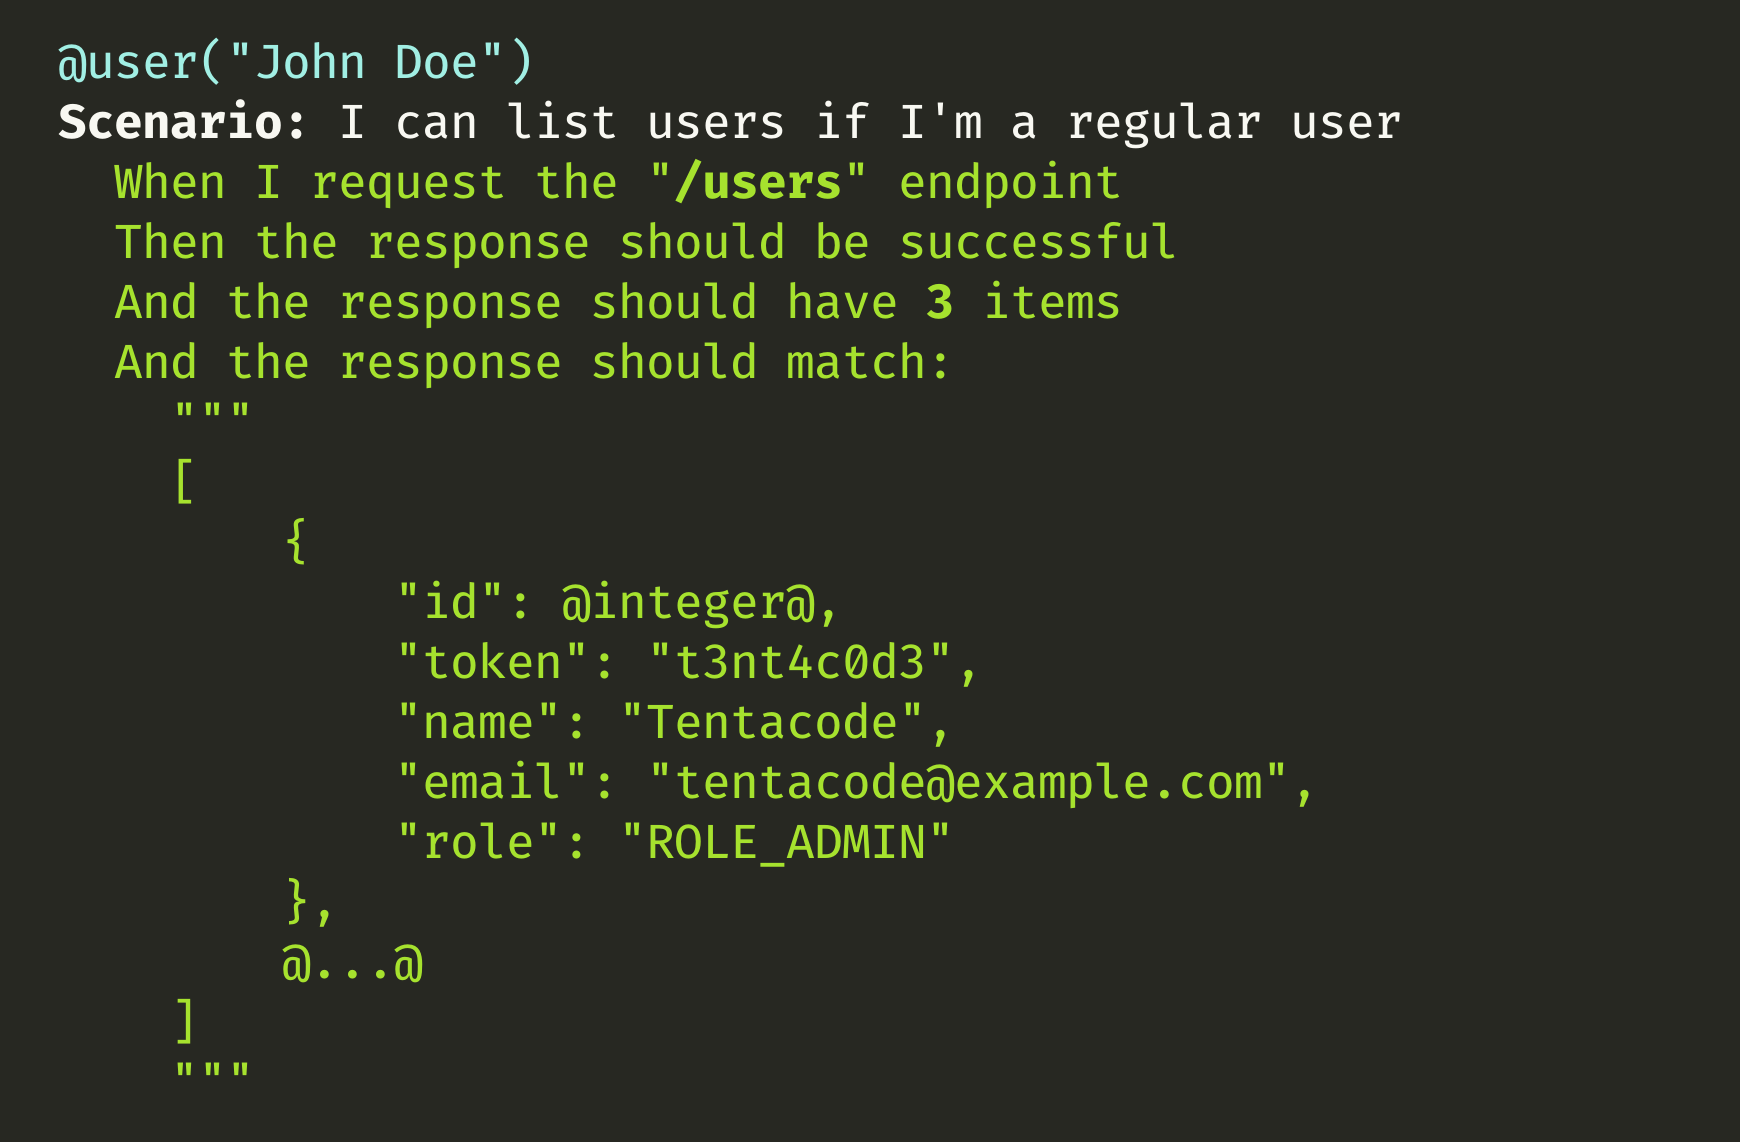 @user("John Doe")
Scenario: I can list users if I'm a regular user
  When I request the "/users" endpoint
  Then the response should be successful
  And the response should have 3 items
  And the response should match:
    """
    [
        {
            "id": @integer@,
            "token": "t3nt4c0d3",
            "name": "Tentacode",
            "email": "tentacode@example.com",
            "role": "ROLE_ADMIN"
        },
        @...@
    ]
    """